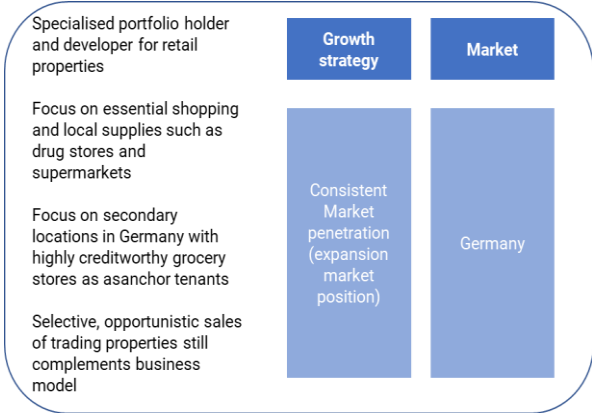 Specialised portfolio holder
and developer for retail
properties
Focus on essential shopping
and local supplies such as
drug stores and
supermarkets
Focus on secondary
locations in Germany with
highly creditworthy grocery
stores as asanchor tenants
Selective, opportunistic sales
of trading properties still
complements business
model
Growth
strategy
Consistent
Market
penetration
(expansion
market
position)
Market
Germany